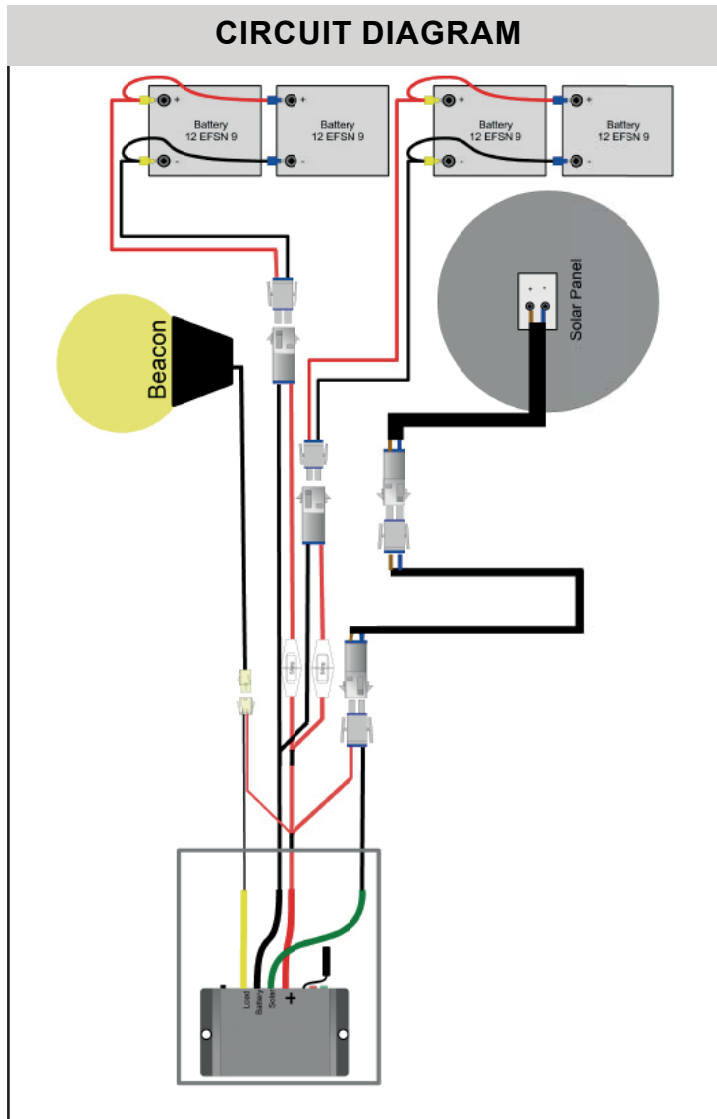 CIRCUIT DIAGRAM
+
Battery
12 EFSN 9
-
+
Battery
12 EFSN 9
-
+
Battery
12 EFSN 9
-
+
Battery
12 EFSN 9
-
+ -
Solar Panel
Beacon
Load
Battery
Solar
+